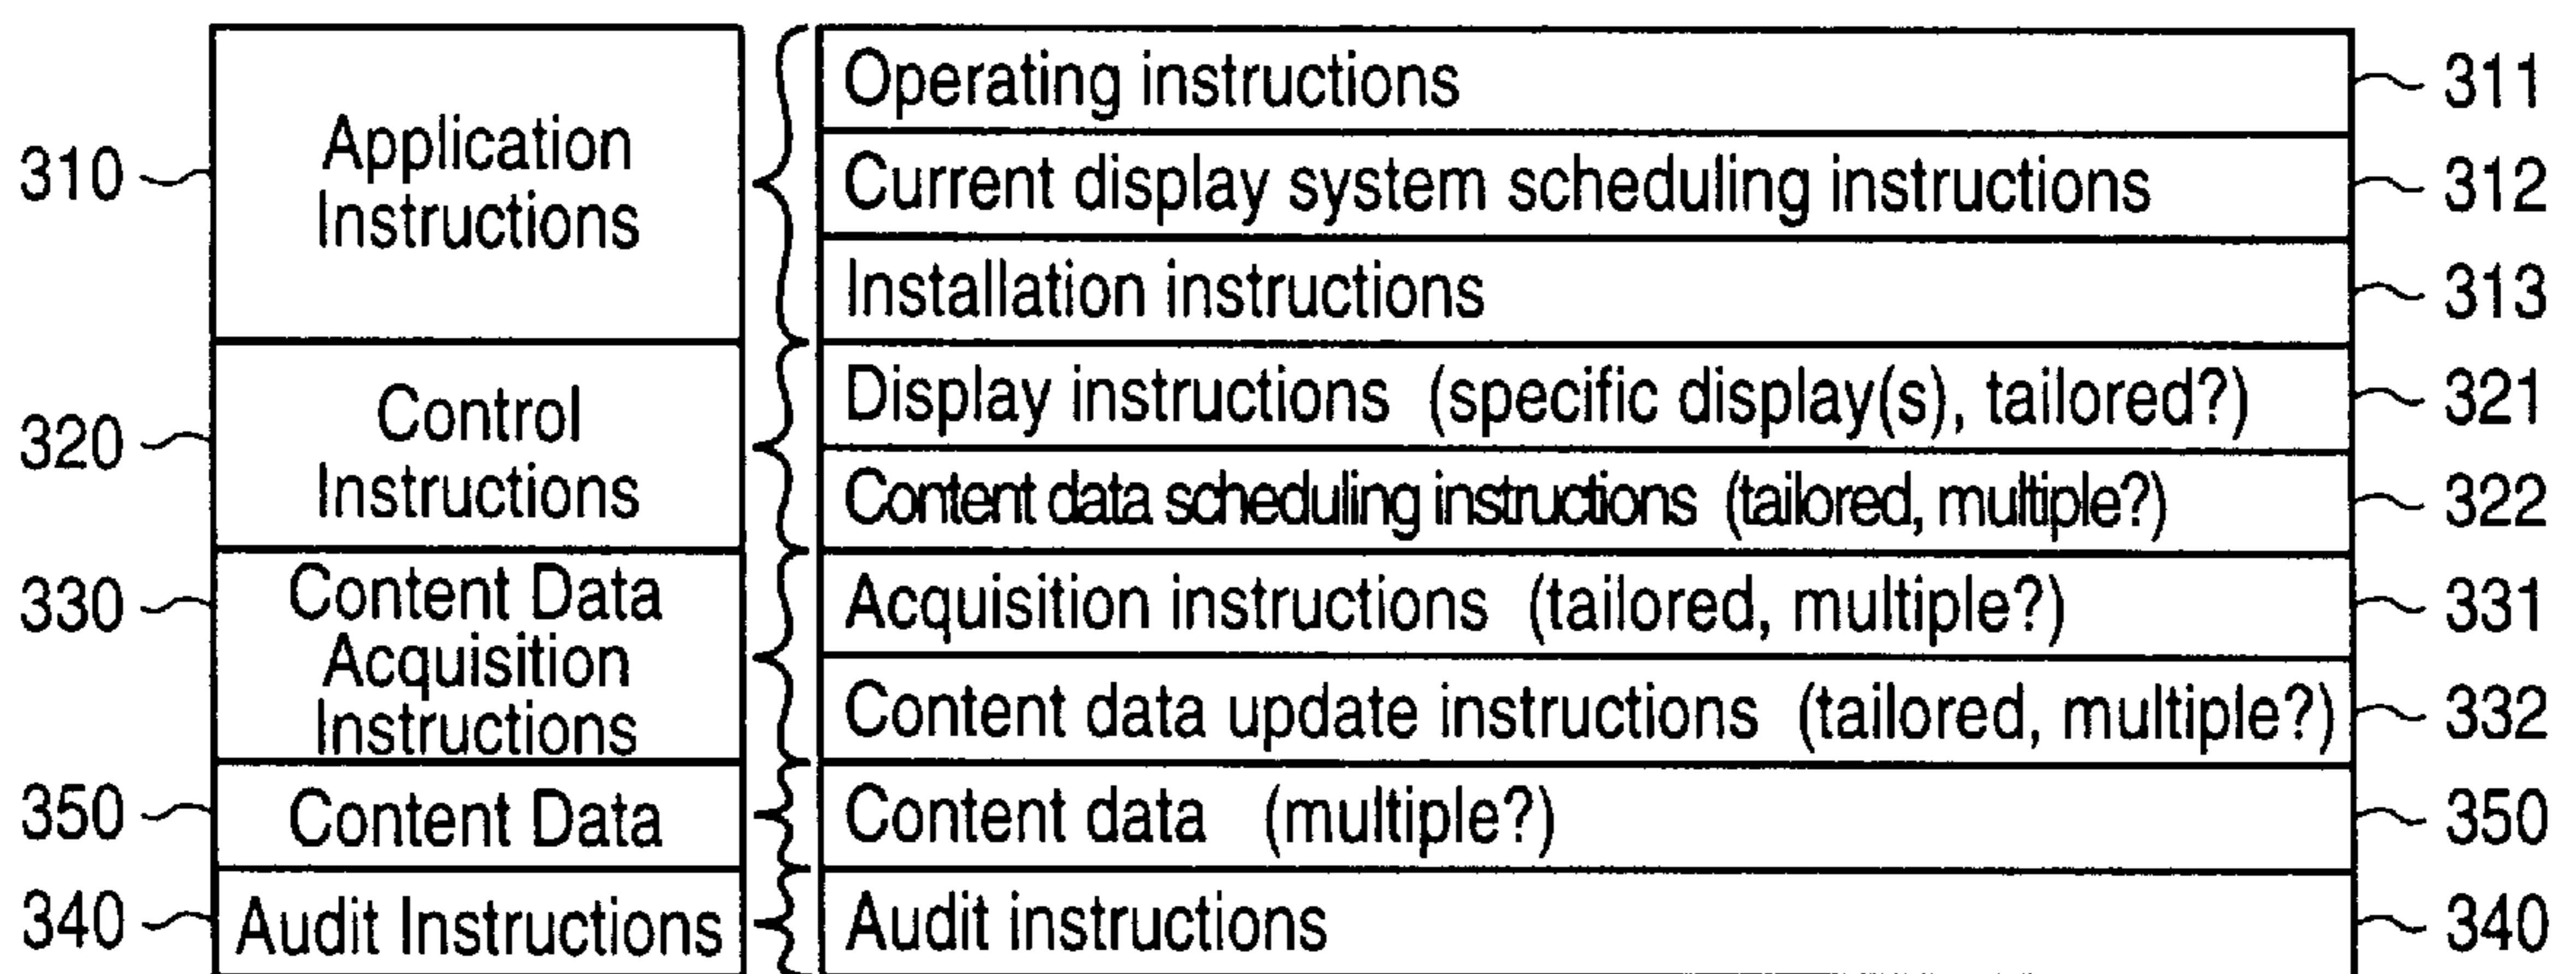 310
Application
Instructions
Operating instructions
311
Current display system scheduling instructions
312
Installation instructions
313
320
Control
Instructions
Display instructions (specific display(s), tailored?)
321
Content data scheduling instructions (tailored, multiple?)
322
330
Content Data
Acquisition
Instructions
Acquisition instructions (tailored, multiple?)
331
Content data update instructions (tailored, multiple?)
332
350
Content Data
Content data (multiple?)
350
340
Audit Instructions
Audit instructions
340